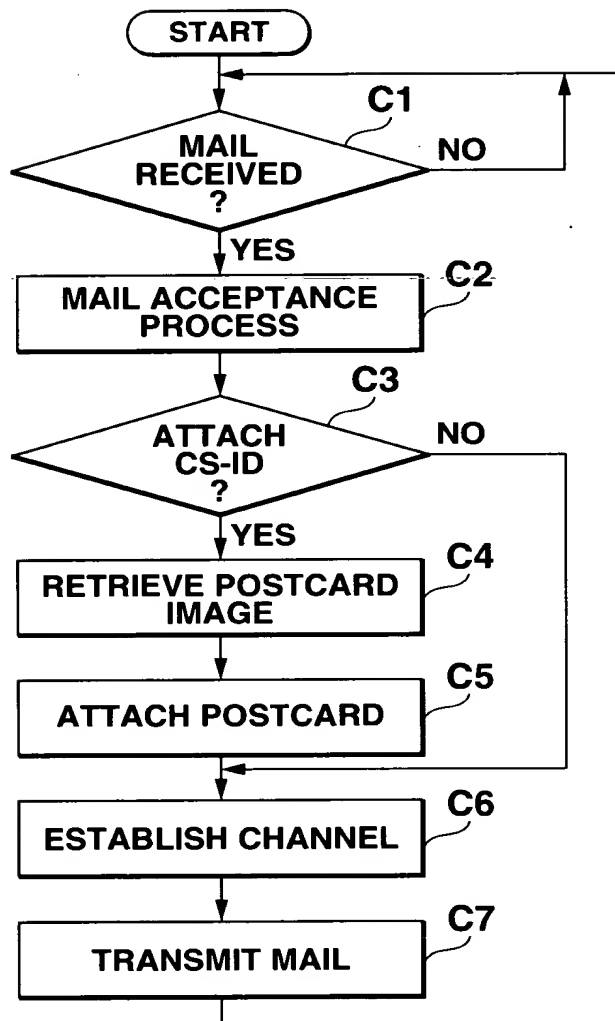 START
C1
MAIL
RECEIVED
?
NO
YES
C2
MAIL ACCEPTANCE
PROCESS
C3
ATTACH
CS-ID
?
NO
YES
C4
RETRIEVE POSTCARD
IMAGE
C5
ATTACH POSTCARD
C6
ESTABLISH CHANNEL
C7
TRANSMIT MAIL